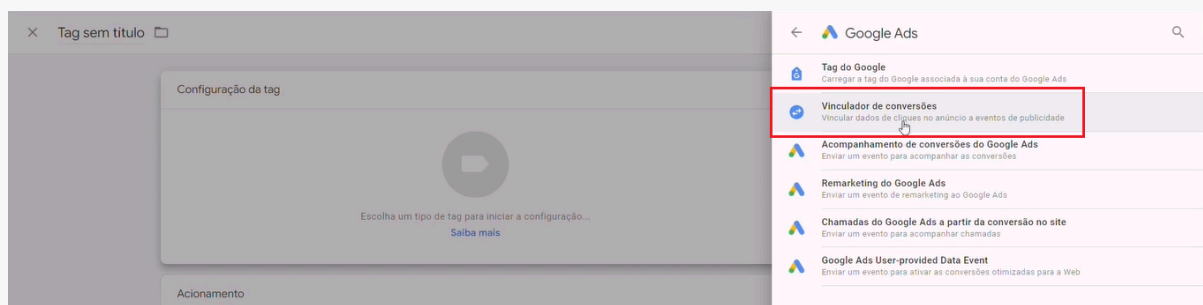 Tag sem título
Google Ads
Configuração da tag
Escolha um tipo de tag para iniciar a configuração...
Saiba mais
Acionamento
Tag do Google
Carregar a tag do Google associada à sua conta do Google Ads
Vinculador de conversões
Vincular dados de cliques no anúncio a eventos de publicidade
Acompanhamento de conversões do Google Ads
Enviar um evento para acompanhar as conversões
Remarketing do Google Ads
Enviar um evento de remarketing ao Google Ads
Chamadas do Google Ads a partir da conversão no site
Enviar um evento para acompanhar chamadas
Google Ads User-provided Data Event
Enviar um evento para ativar as conversões otimizadas para a Web